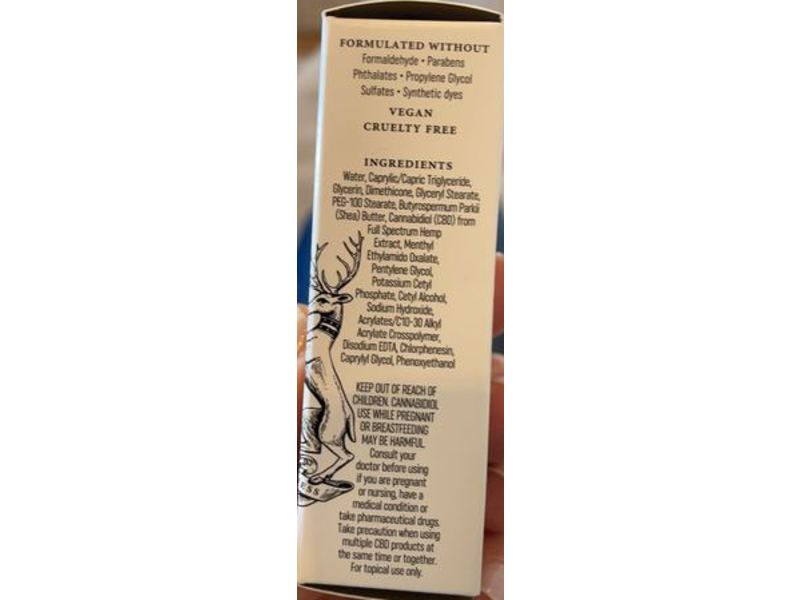 FORMULATED WITHOUT
Formaldehyde • Parabens
Phthalates • Propylene Glycol
Sulfates • Synthetic dyes
VEGAN
CRUELTY FREE
INGREDIENTS
Water, Caprylic/Capric Triglyceride,
Glycerin, Dimethicone, Glyceryl Stearate,
PEG-100 Stearate, Butyrospermum Parkii
(Shea) Butter, Cannabidiol (CBD) from
Full Spectrum Hemp
Extract, Menthyl
Ethylamido Oxalate,
Pentylene Glycol,
Potassium Cetyl
Phosphate, Cetyl Alcohol,
Sodium Hydroxide,
Acrylates/C10-30 Alkyl
Acrylate Crosspolymer,
Disodium EDTA, Chlorphenesin,
Caprylyl Glycol, Phenoxyethanol
KEEP OUT OF REACH OF
CHILDREN. CANNABIDIOL
USE WHILE PREGNANT
OR BREASTFEEDING
MAY BE HARMFUL
Consult your
doctor before using
if you are pregnant
or nursing, have a
medical condition or
take pharmaceutical drugs.
Take precaution when using
multiple CBD products at
the same time or together.
For topical use only.